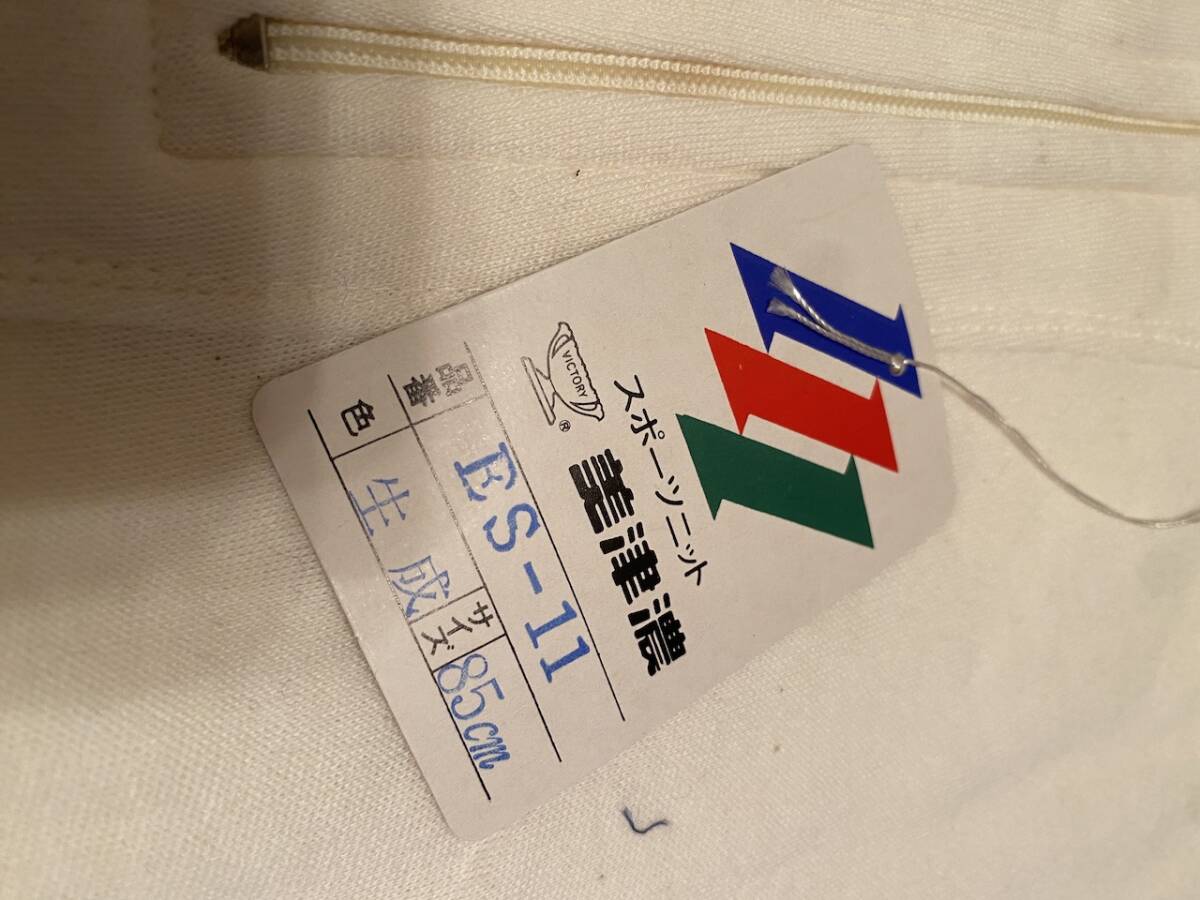 スポーツニット
美津濃
VICTORY
®
品番 ES-11
色 生成 サイズ 85cm